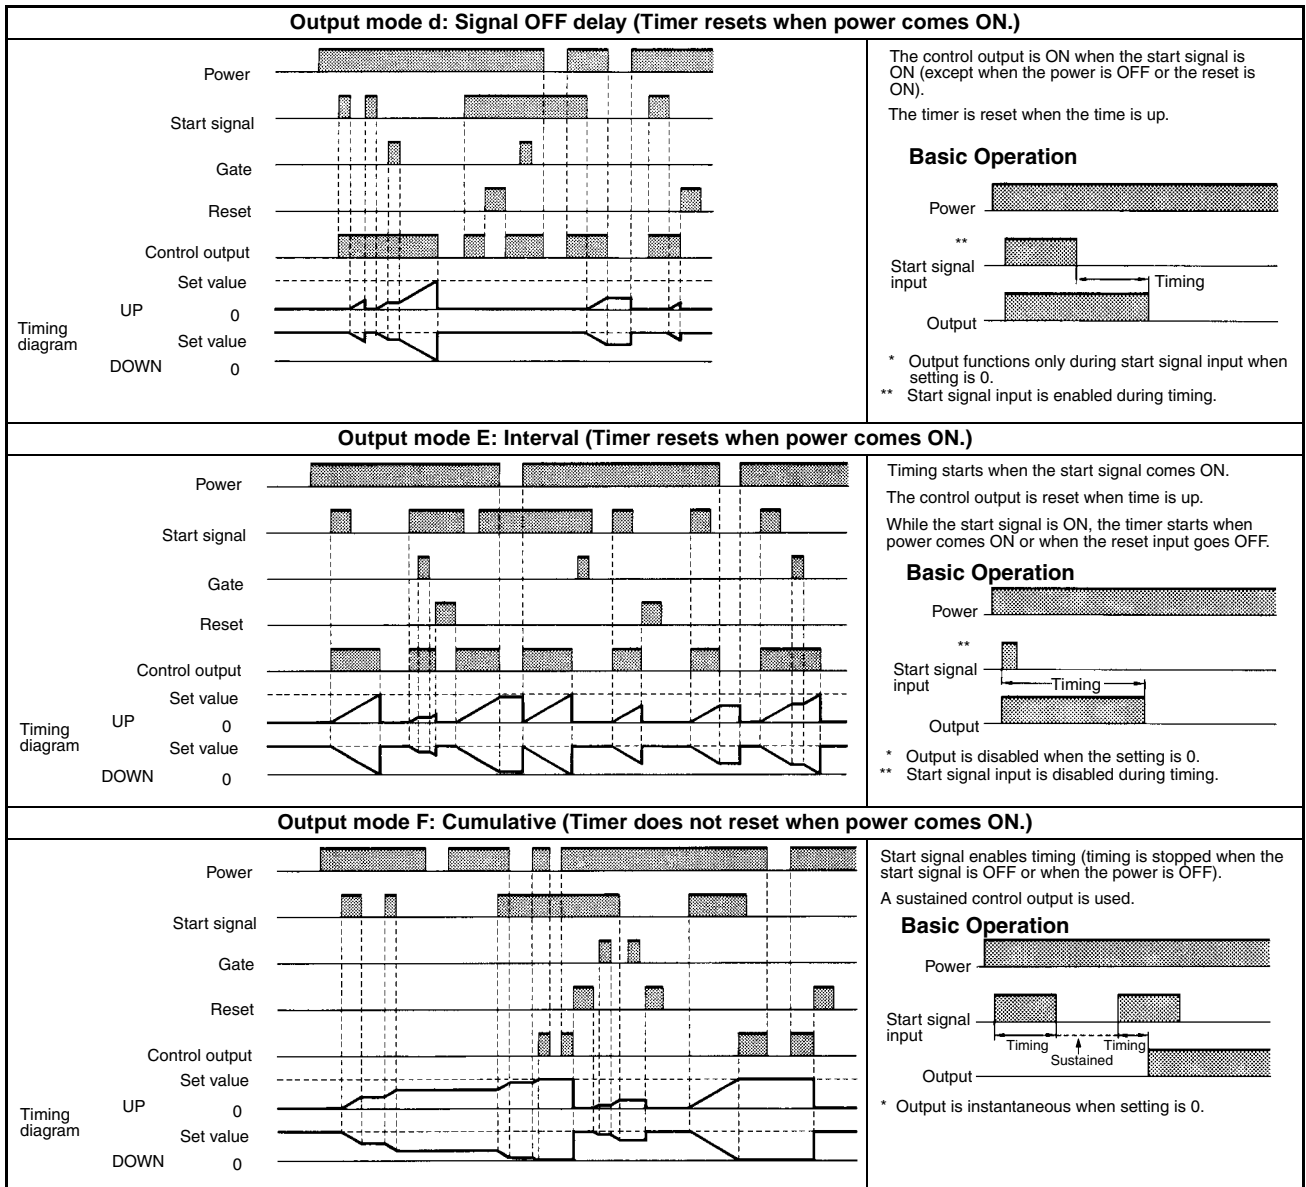 Output mode d: Signal OFF delay (Timer resets when power comes ON.)
Power
Start signal
Gate
Reset
Control output
Set value
UP
0
Timing
diagram
Set value
DOWN
0
The control output is ON when the start signal is
ON (except when the power is OFF or the reset is
ON).
The timer is reset when the time is up.
Basic Operation
Power
**
Start signal
input
Timing
Output
* Output functions only during start signal input when
setting is 0.
** Start signal input is enabled during timing.
Output mode E: Interval (Timer resets when power comes ON.)
Power
Start signal
Gate
Reset
Control output
Set value
UP
0
Timing
diagram
Set value
DOWN
0
Timing starts when the start signal comes ON.
The control output is reset when time is up.
While the start signal is ON, the timer starts when
power comes ON or when the reset input goes OFF.
Basic Operation
Power
**
Start signal
input
Timing
Output
* Output is disabled when the setting is 0.
** Start signal input is disabled during timing.
Output mode F: Cumulative (Timer does not reset when power comes ON.)
Power
Start signal
Gate
Reset
Control output
Set value
UP
0
Timing
diagram
Set value
DOWN
0
Start signal enables timing (timing is stopped when the
start signal is OFF or when the power is OFF).
A sustained control output is used.
Basic Operation
Power
Start signal
input
Timing
Timing
Sustained
Output
* Output is instantaneous when setting is 0.